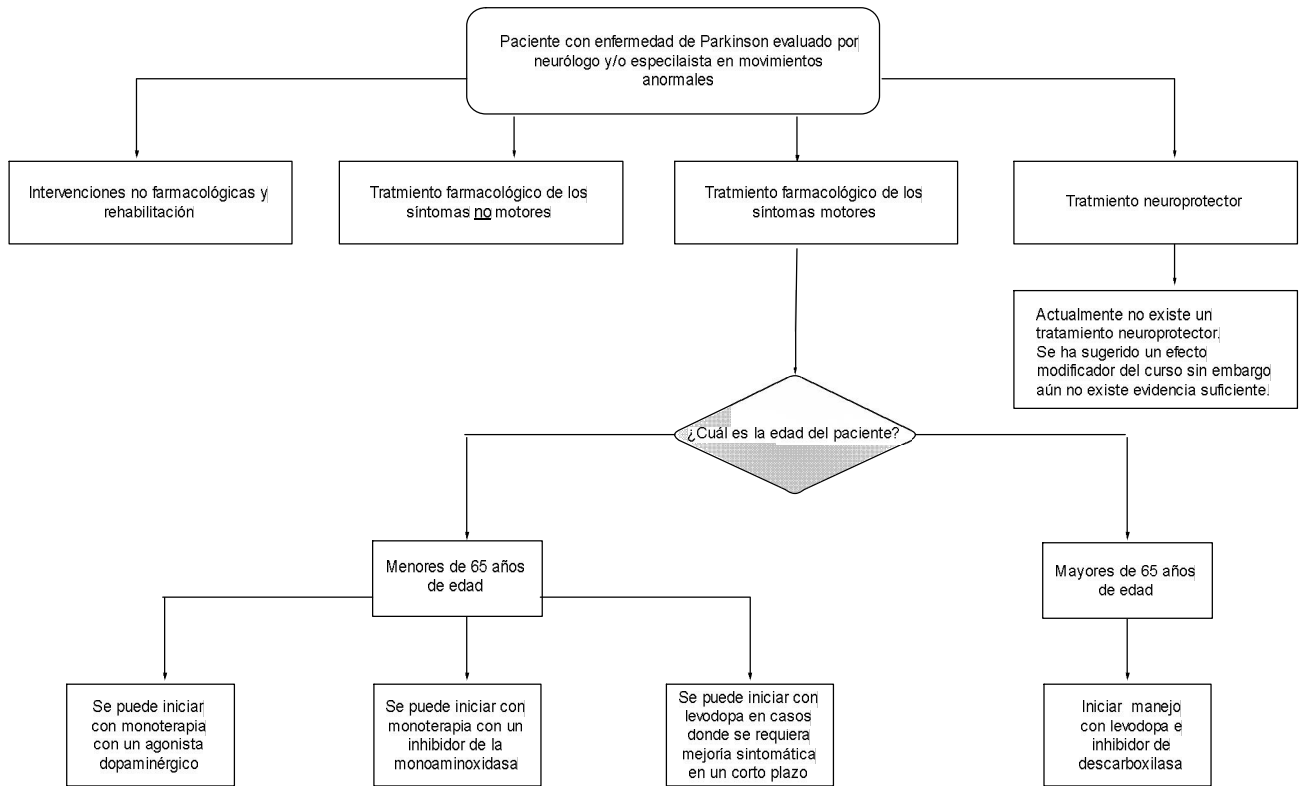 Paciente con enfermedad de Parkinson evaluado por
neurólogo y/o especilaista en movimientos
anormales
Intervenciones no farmacológicas y
rehabilitación
Tratmiento farmacológico de los
síntomas no motores
Tratmiento farmacológico de los
síntomas motores
Tratmiento neuroprotector
Actualmente no existe un
tratamiento neuroprotector.
Se ha sugerido un efecto
modificador del curso sin embargo
aún no existe evidencia suficiente.
¿Cuál es la edad del paciente?
Menores de 65 años
de edad
Mayores de 65 años
de edad
Se puede iniciar
con monoterapia
con un agonista
dopaminérgico
Se puede iniciar con
monoterapia con un
inhibidor de la
monoaminoxidasa
Se puede iniciar con
levodopa en casos
donde se requiera
mejoría sintomática
en un corto plazo
Iniciar manejo
con levodopa e
inhibidor de
descarboxilasa